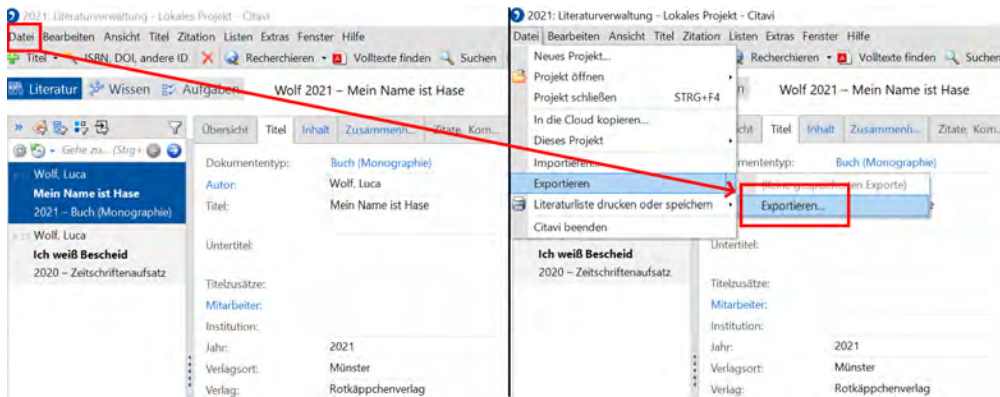 2021: Literaturverwaltung - Lokales Projekt - Citavi
Datei Bearbeiten Ansicht Titel Zitation Listen Extras Fenster Hilfe
Titel ISBN, DOI, andere ID Recherchieren Volltexte finden Suchen
Literatur Wissen Aufgaben Wolf 2021 – Mein Name ist Hase
Übersicht Titel Inhalt Zusammenh... Zitate, Kom...
Gehe zu... (Strg+
Wolf, Luca
Mein Name ist Hase
2021 – Buch (Monographie)
Wolf, Luca
Ich weiß Bescheid
2020 – Zeitschriftenaufsatz
Dokumententyp: Buch (Monographie)
Autor: Wolf, Luca
Titel: Mein Name ist Hase
Untertitel:
Titelzusätze:
Mitarbeiter:
Institution:
Jahr: 2021
Verlagsort: Münster
Verlag: Rotkäppchenverlag
2021: Literaturverwaltung - Lokales Projekt - Citavi
Datei Bearbeiten Ansicht Titel Zitation Listen Extras Fenster Hilfe
Recherchieren Volltexte finden Suchen
Neues Projekt...
Projekt öffnen
Projekt schließen STRG+F4
In die Cloud kopieren...
Dieses Projekt
Importieren...
Exportieren
Literaturliste drucken oder speichern
Citavi beenden
(Keine gespeicherten Exporte)
Exportieren...
Wolf 2021 – Mein Name ist Hase
Titel Inhalt Zusammenh... Zitate, Kom...
mententyp: Buch (Monographie)
Ich weiß Bescheid
2020 – Zeitschriftenaufsatz
Untertitel:
Titelzusätze:
Mitarbeiter:
Institution:
Jahr: 2021
Verlagsort: Münster
Verlag: Rotkäppchenverlag